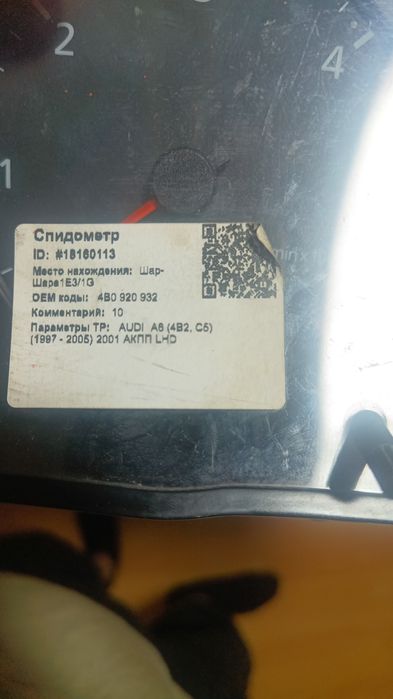 2
4
1
Спидометр
ID: #18160113
Место нахождения: Шар-
Шара1Е3/1G
OEM коды: 4B0 920 932
Комментарий: 10
Параметры ТР: AUDI A6 (4B2, C5)
(1997 - 2005) 2001 АКПП LHD